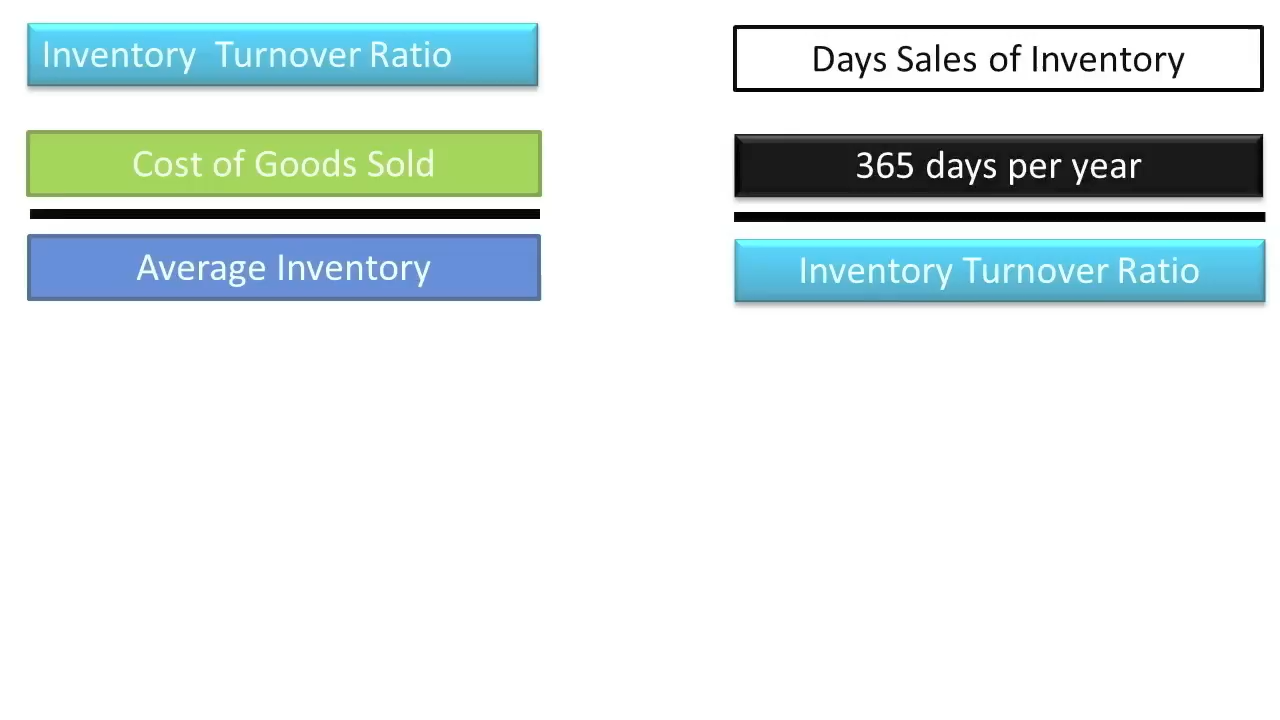 Inventory  Turnover Ratio
Cost of Goods Sold
Average Inventory
Days Sales of Inventory
365 days per year
Inventory Turnover Ratio